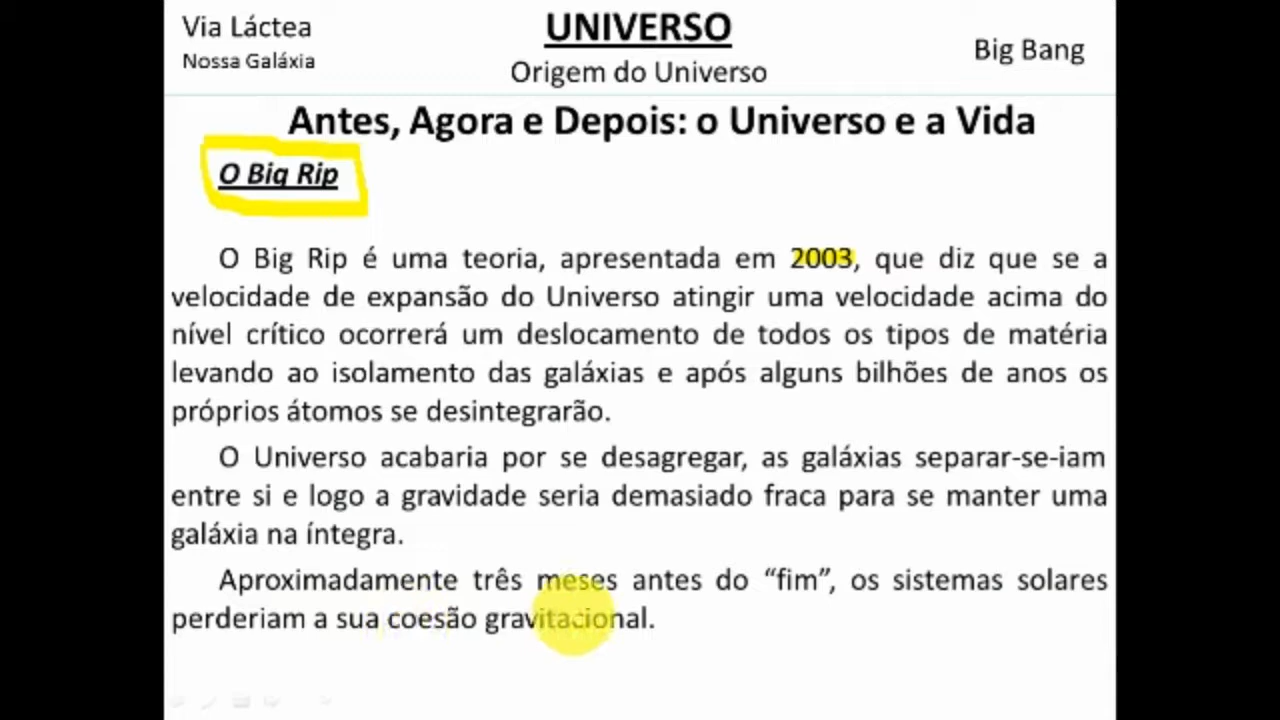 Via Láctea
Nossa Galáxia
UNIVERSO
Origem do Universo
Big Bang
Antes, Agora e Depois: o Universo e a Vida
O Big Rip
O Big Rip é uma teoria, apresentada em 2003, que diz que se a
velocidade de expansão do Universo atingir uma velocidade acima do
nível crítico ocorrerá um deslocamento de todos os tipos de matéria
levando ao isolamento das galáxias e após alguns bilhões de anos os
próprios átomos se desintegrarão.
O Universo acabaria por se desagregar, as galáxias separar-se-iam
entre si e logo a gravidade seria demasiado fraca para se manter uma
galáxia na íntegra.
Aproximadamente três meses antes do “fim”, os sistemas solares
perderiam a sua coesão gravitacional.